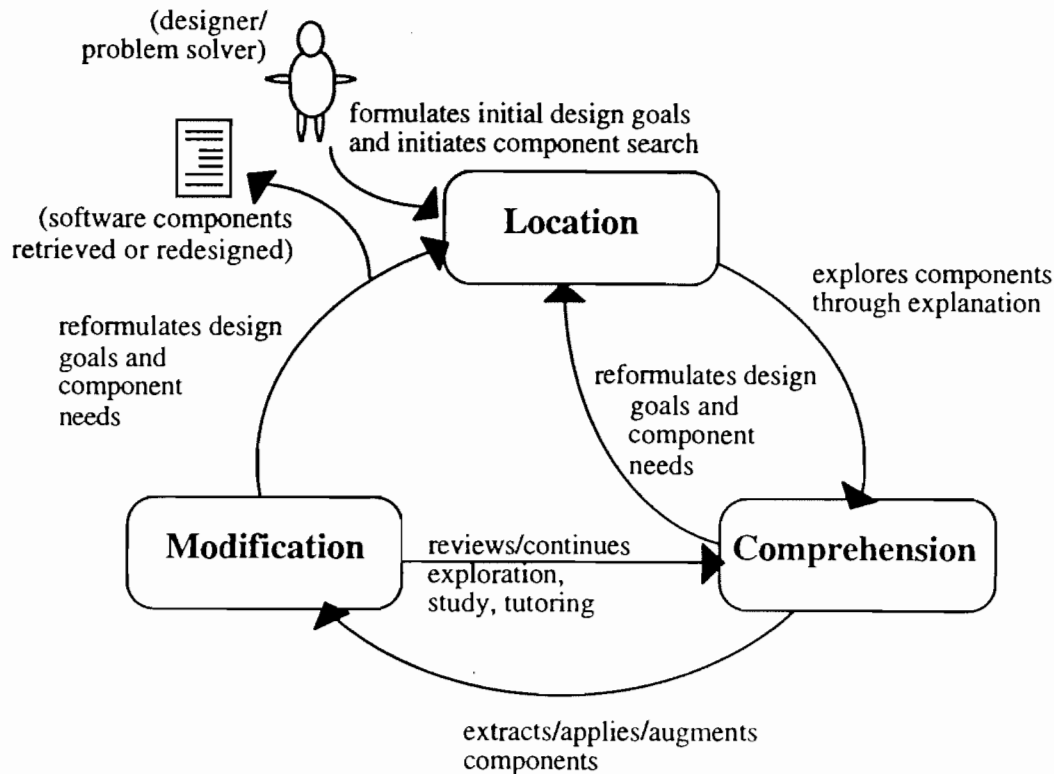 (designer/
problem solver)
formulates initial design goals
and initiates component search
(software components
retrieved or redesigned)
Location
explores components
through explanation
reformulates design
goals and
component
needs
reformulates design
goals and
component
needs
Modification
reviews/continues
exploration,
study, tutoring
Comprehension
extracts/applies/augments
components